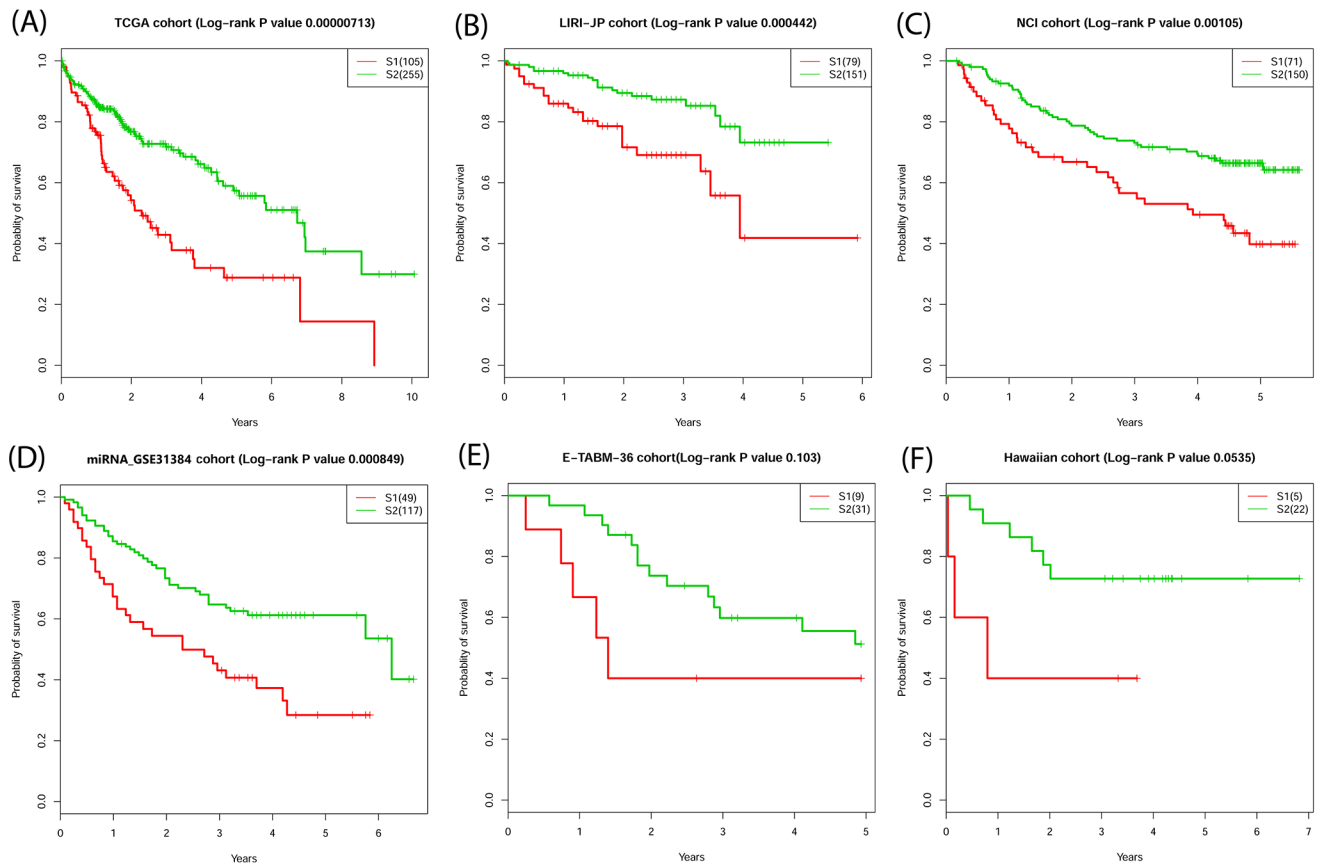 (A)
TCGA cohort (Log-rank P value 0.00000713)
S1(105)
S2(255)
Probablity of survival
1.0
0.8
0.6
0.4
0.2
0.0
0 2 4 6 8 10
Years
(B)
LIRI-JP cohort (Log-rank P value 0.000442)
S1(79)
S2(151)
Probablity of survival
1.0
0.8
0.6
0.4
0.2
0.0
0 1 2 3 4 5 6
Years
(C)
NCI cohort (Log-rank P value 0.00105)
S1(71)
S2(150)
Probablity of survival
1.0
0.8
0.6
0.4
0.2
0.0
0 1 2 3 4 5
Years
(D)
miRNA_GSE31384 cohort (Log-rank P value 0.000849)
S1(49)
S2(117)
Probablity of survival
1.0
0.8
0.6
0.4
0.2
0.0
0 1 2 3 4 5 6
Years
(E)
E-TABM-36 cohort(Log-rank P value 0.103)
S1(9)
S2(31)
Probablity of survival
1.0
0.8
0.6
0.4
0.2
0.0
0 1 2 3 4 5
Years
(F)
Hawaiian cohort (Log-rank P value 0.0535)
S1(5)
S2(22)
Probablity of survival
1.0
0.8
0.6
0.4
0.2
0.0
0 1 2 3 4 5 6 7
Years